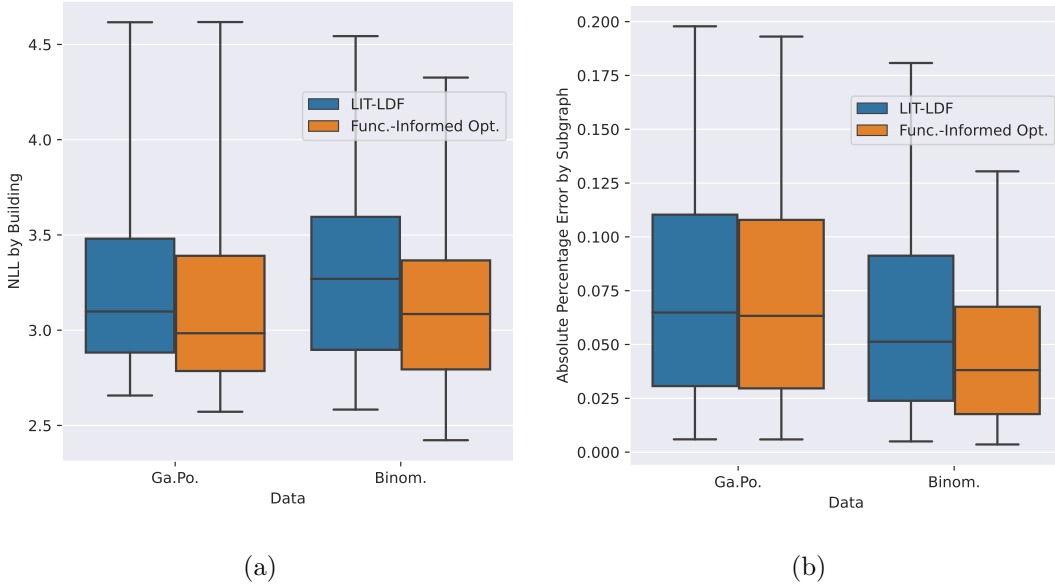 4.5
4.0
3.5
3.0
2.5
NLL by Building
LIT-LDF
Func.-Informed Opt.
Ga.Po.
Binom.
Data
(a)
0.200
0.175
0.150
0.125
0.100
0.075
0.050
0.025
0.000
Absolute Percentage Error by Subgraph
LIT-LDF
Func.-Informed Opt.
Ga.Po.
Binom.
Data
(b)